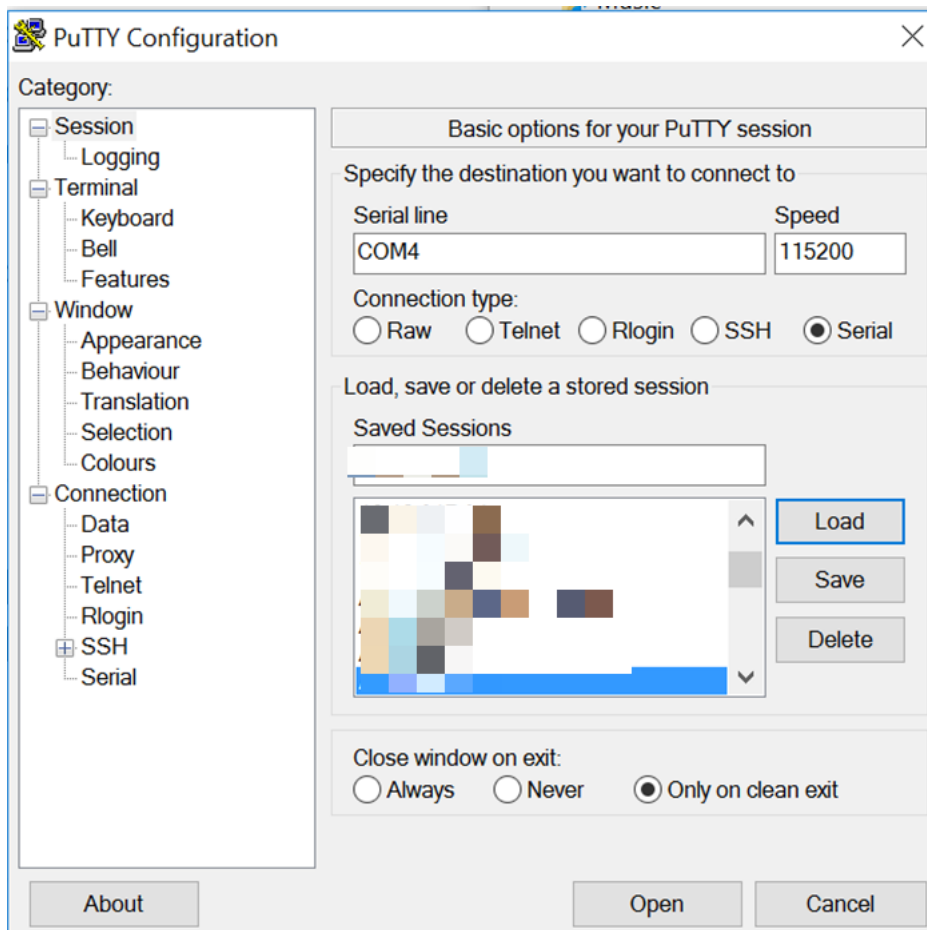 Music
PuTTY Configuration
Category:
Session
Logging
Terminal
Keyboard
Bell
Features
Window
Appearance
Behaviour
Translation
Selection
Colours
Connection
Data
Proxy
Telnet
Rlogin
SSH
Serial
Basic options for your PuTTY session
Specify the destination you want to connect to
Serial line Speed
COM4 115200
Connection type:
Raw Telnet Rlogin SSH Serial
Load, save or delete a stored session
Saved Sessions
Load
Save
Delete
Close window on exit:
Always Never Only on clean exit
About Open Cancel